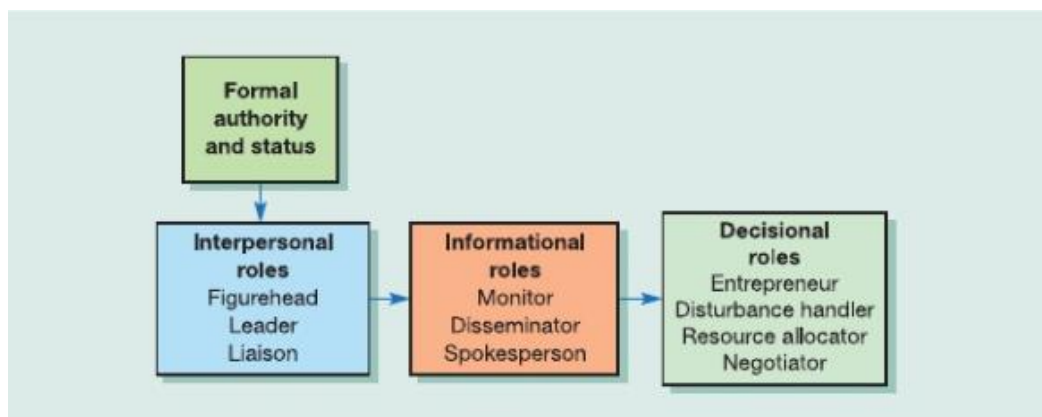 Formal
authority
and status
Interpersonal
roles
Figurehead
Leader
Liaison
Informational
roles
Monitor
Disseminator
Spokesperson
Decisional
roles
Entrepreneur
Disturbance handler
Resource allocator
Negotiator